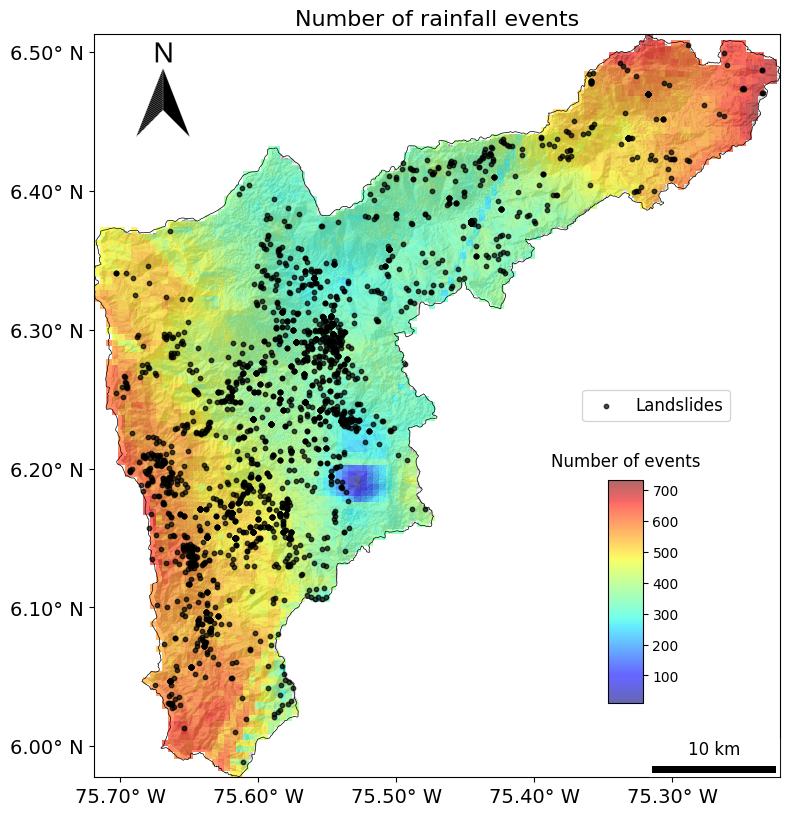 Number of rainfall events
N
6.50° N
6.40° N
6.30° N
6.20° N
6.10° N
6.00° N
Landslides
Number of events
700
600
500
400
300
200
100
10 km
75.70° W 75.60° W 75.50° W 75.40° W 75.30° W